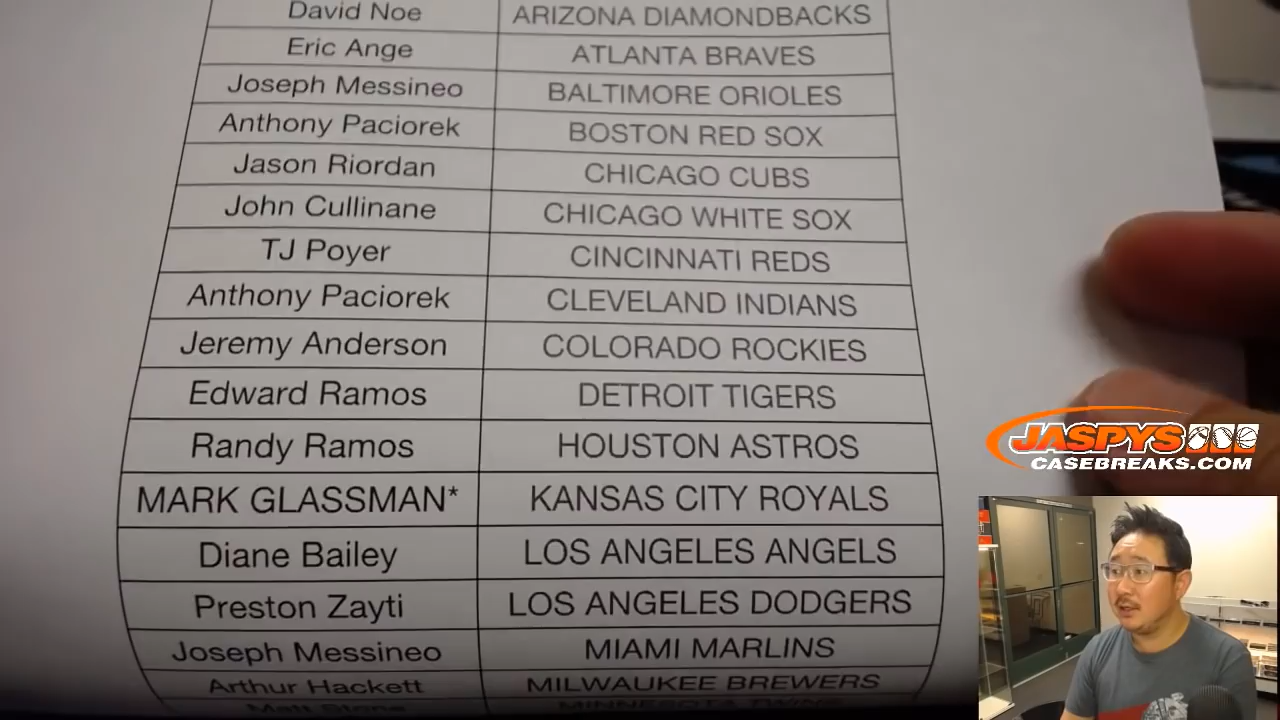 David Noe ARIZONA DIAMONDBACKS
Eric Ange ATLANTA BRAVES
Joseph Messineo BALTIMORE ORIOLES
Anthony Paciorek BOSTON RED SOX
Jason Riordan CHICAGO CUBS
John Cullinane CHICAGO WHITE SOX
TJ Poyer CINCINNATI REDS
Anthony Paciorek CLEVELAND INDIANS
Jeremy Anderson COLORADO ROCKIES
Edward Ramos DETROIT TIGERS
Randy Ramos HOUSTON ASTROS
MARK GLASSMAN* KANSAS CITY ROYALS
Diane Bailey LOS ANGELES ANGELS
Preston Zayti LOS ANGELES DODGERS
Joseph Messineo MIAMI MARLINS
Arthur Hackett MILWAUKEE BREWERS
MINNESOTA TWINS
JASPYS
CASEBREAKS.COM